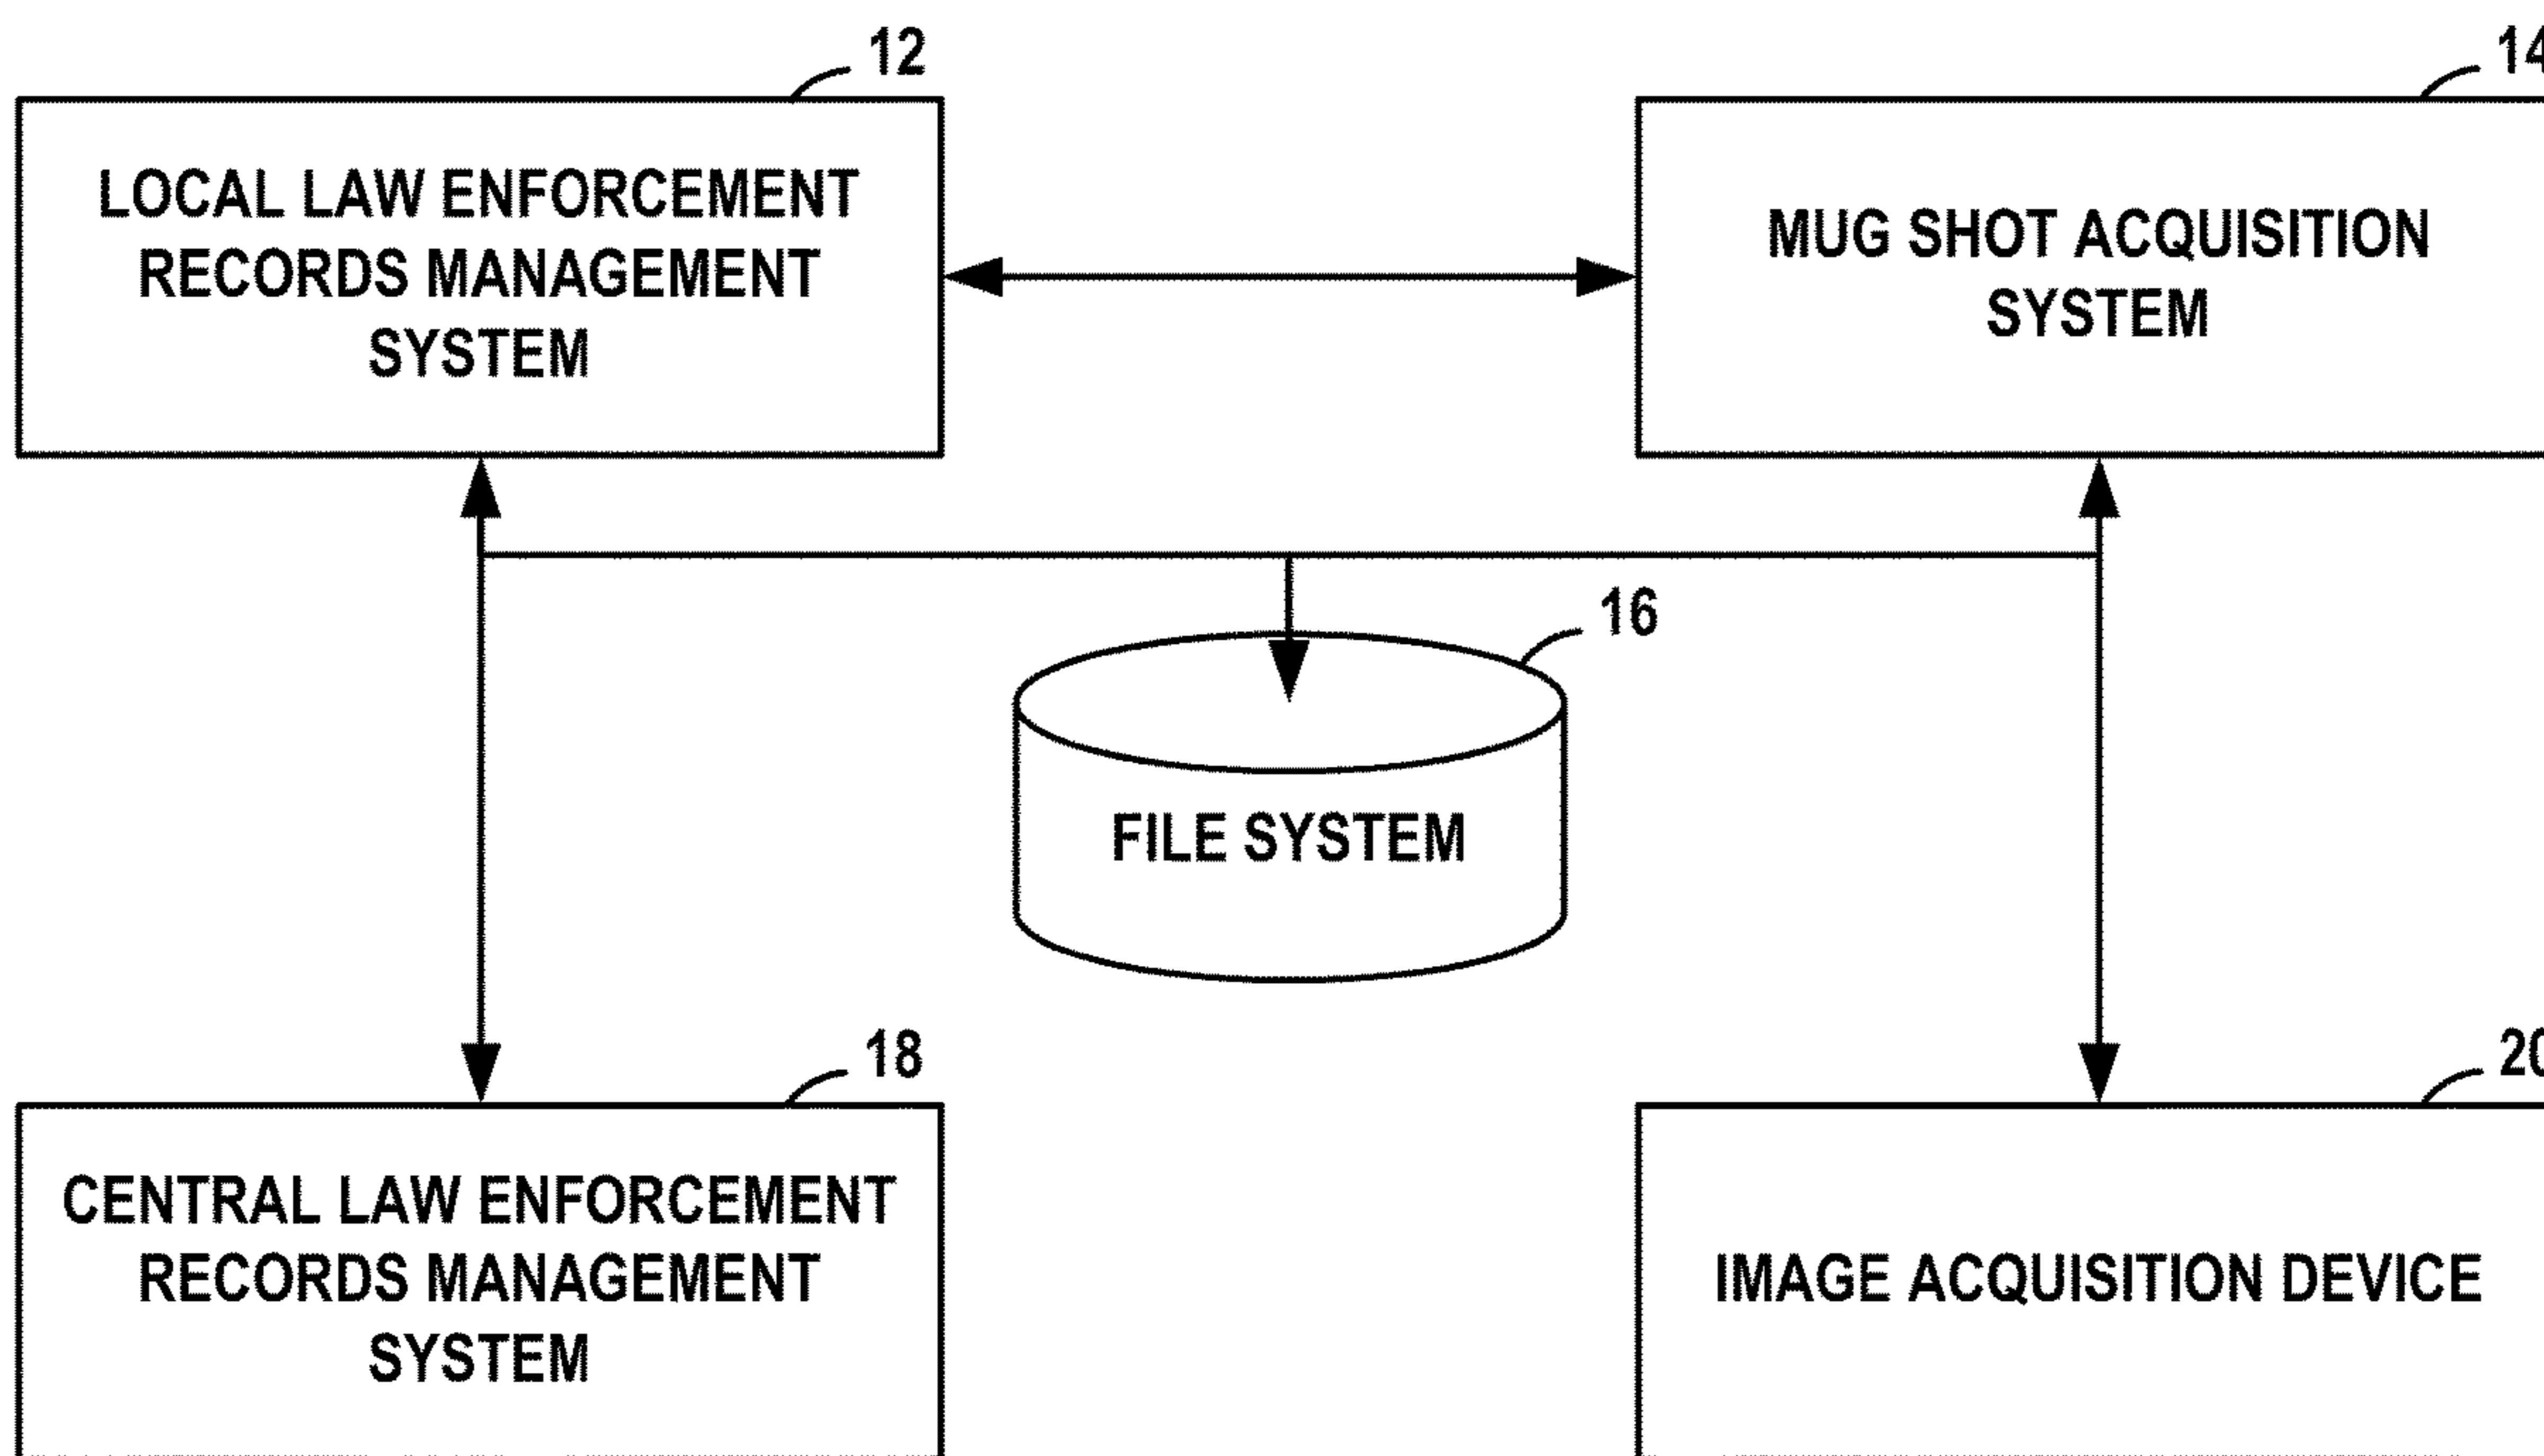 12
14
LOCAL LAW ENFORCEMENT
RECORDS MANAGEMENT
SYSTEM
MUG SHOT ACQUISITION
SYSTEM
16
FILE SYSTEM
18
20
CENTRAL LAW ENFORCEMENT
RECORDS MANAGEMENT
SYSTEM
IMAGE ACQUISITION DEVICE